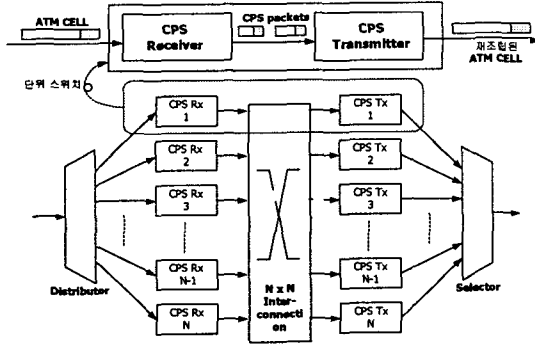 ATM CELL
CPS
Receiver
CPS packets
CPS
Transmitter
재조립된
ATM CELL
단위 스위치
CPS Rx
1
CPS Tx
1
CPS Rx
2
CPS Tx
2
CPS Rx
3
CPS Tx
3
CPS Rx
N-1
CPS Tx
N-1
CPS Rx
N
CPS Tx
N
N x N
Inter-
connecti
on
Distributor
Selector